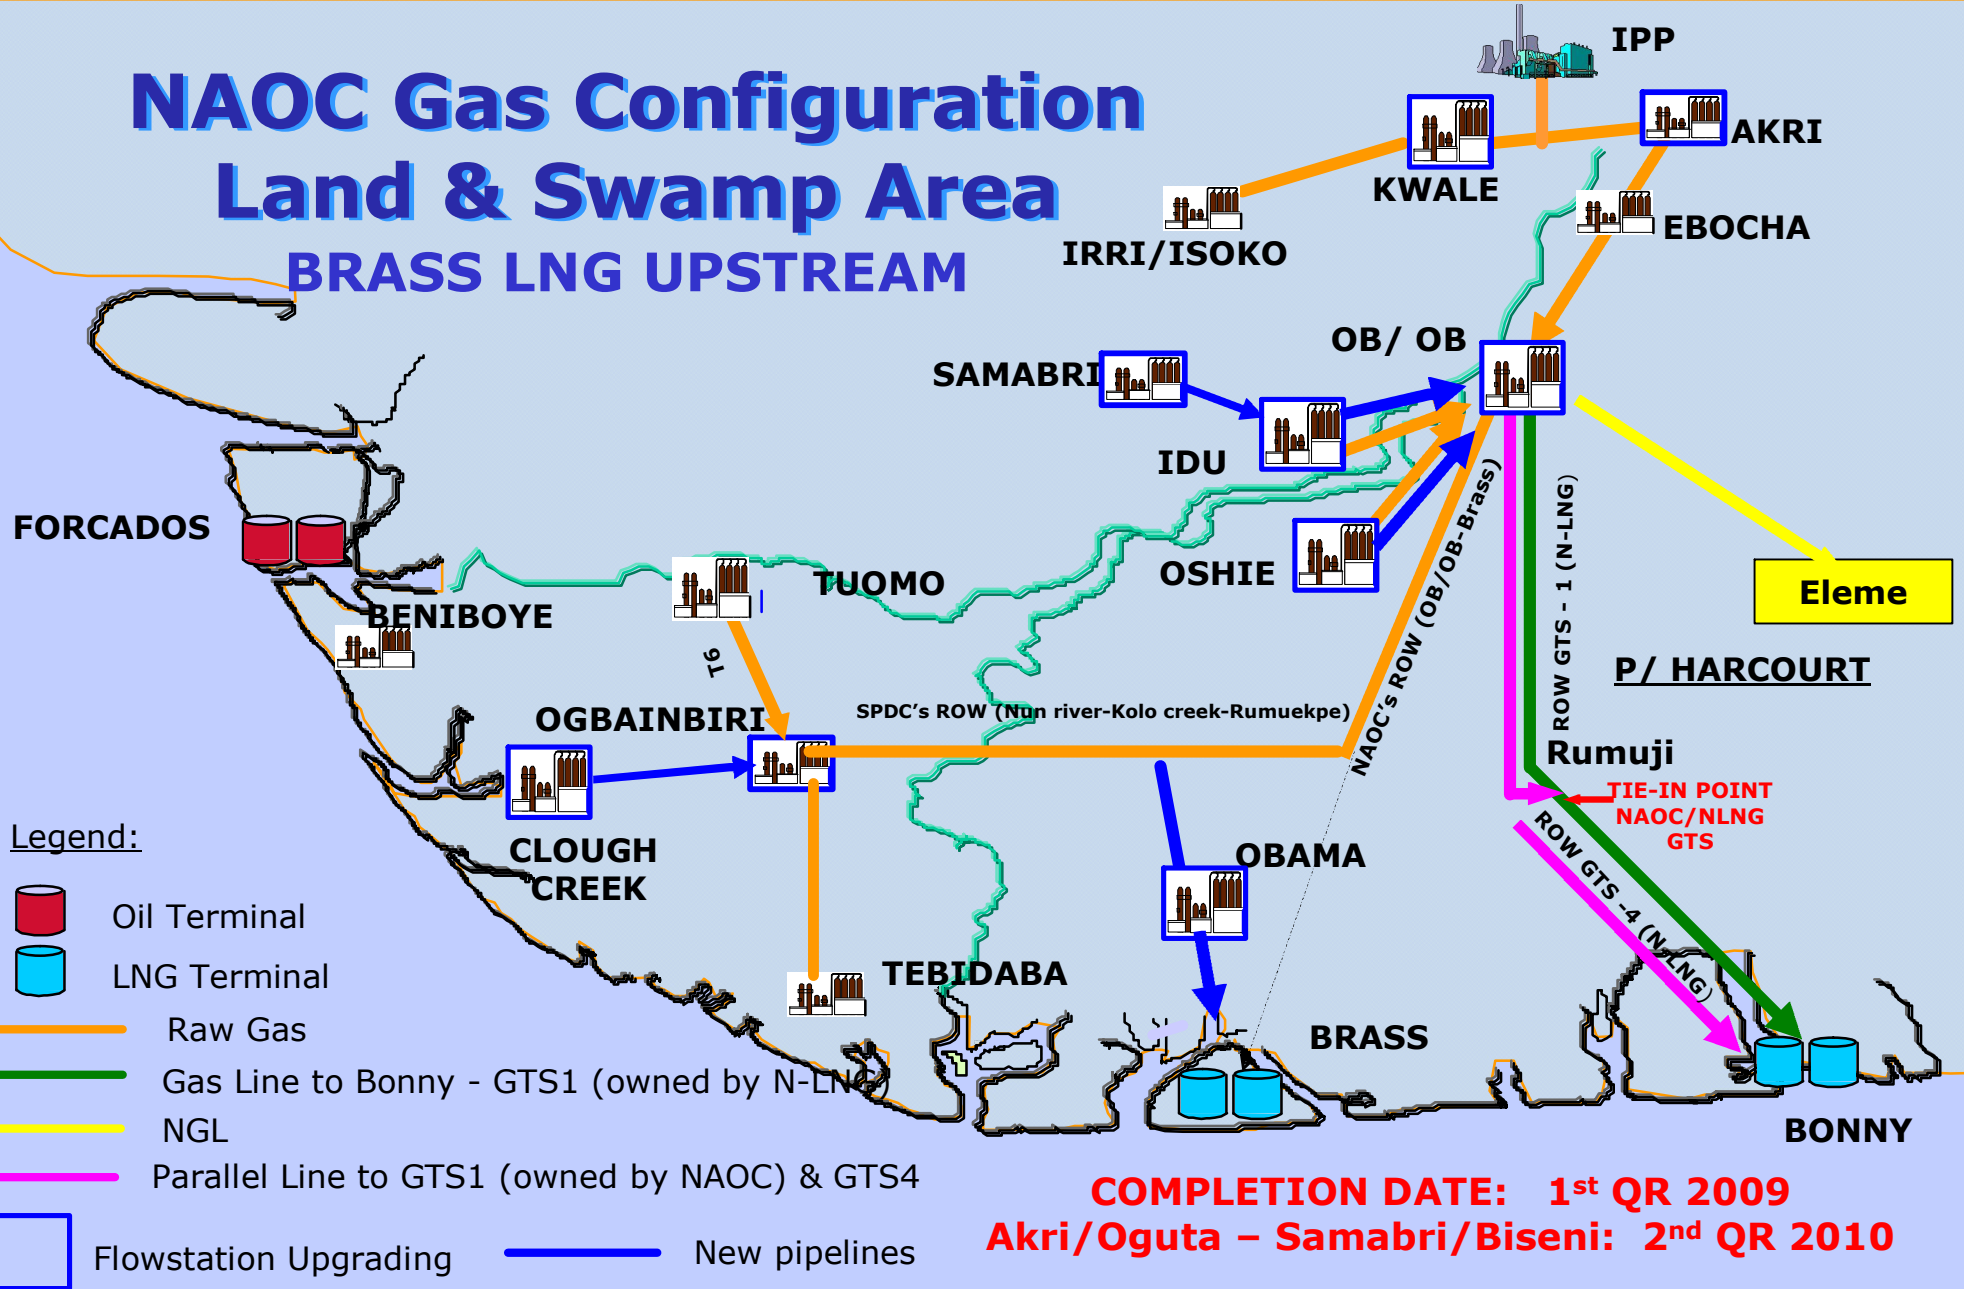 NAOC Gas Configuration
Land & Swamp Area
BRASS LNG UPSTREAM
IPP
AKRI
KWALE
EBOCHA
IRRI/ISOKO
OB/ OB
SAMABRI
IDU
OSHIE
FORCADOS
BENIBOYE
TUOMO
T6
Eleme
P/ HARCOURT
OGBAINBIRI
SPDC's ROW (Nun river-Kolo creek-Rumuekpe)
NAOC's ROW (OB/OB-Brass)
ROW GTS - 1 (N-LNG)
Rumuji
TIE-IN POINT
NAOC/NLNG
GTS
ROW GTS -4 (N-LNG)
CLOUGH
CREEK
OBAMA
TEBIDABA
BRASS
BONNY
Legend:
Oil Terminal
LNG Terminal
Raw Gas
Gas Line to Bonny - GTS1 (owned by N-LNG)
NGL
Parallel Line to GTS1 (owned by NAOC) & GTS4
Flowstation Upgrading
New pipelines
COMPLETION DATE: 1st QR 2009
Akri/Oguta – Samabri/Biseni: 2nd QR 2010